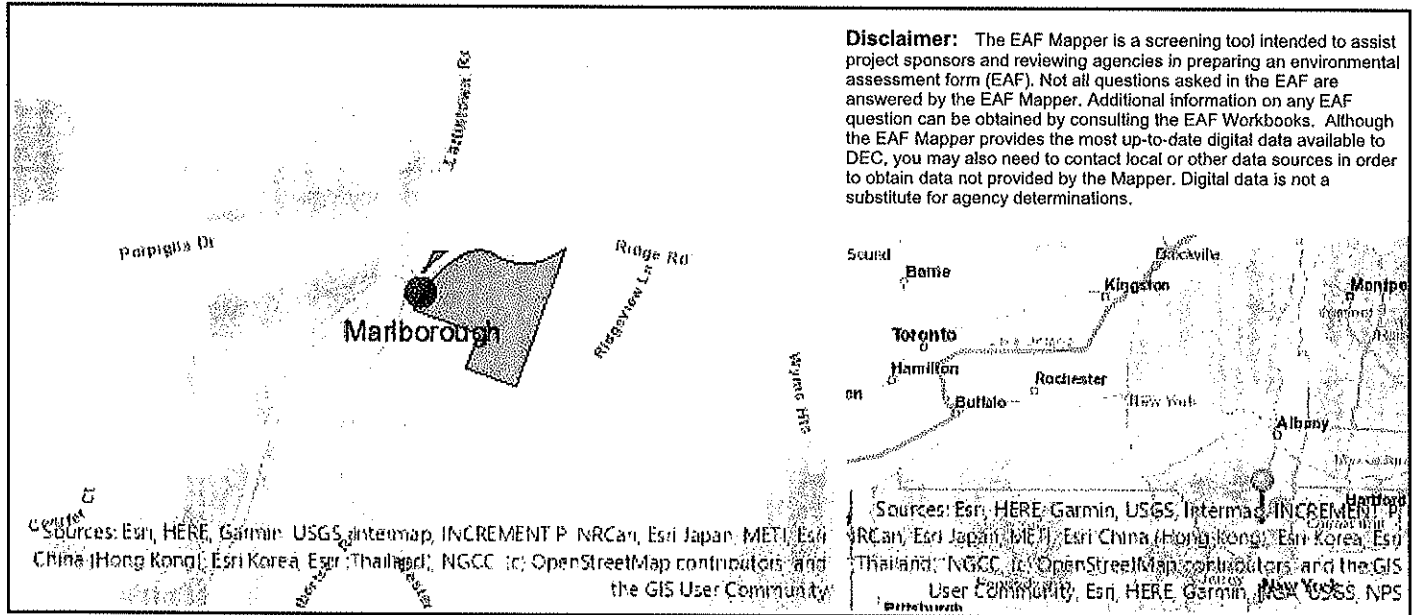 Disclaimer: The EAF Mapper is a screening tool intended to assist
project sponsors and reviewing agencies in preparing an environmental
assessment form (EAF). Not all questions asked in the EAF are
answered by the EAF Mapper. Additional information on any EAF
question can be obtained by consulting the EAF Workbooks. Although
the EAF Mapper provides the most up-to-date digital data available to
DEC, you may also need to contact local or other data sources in order
to obtain data not provided by the Mapper. Digital data is not a
substitute for agency determinations.
Ridge Rd
Ridgeview Ln
Marlborough
Sources: Esri, HERE, Garmin, USGS, Intermap, INCREMENT P, NRCan, Esri Japan, METI, Esri
China (Hong Kong), Esri Korea, Esri (Thailand), NGCC, (c) OpenStreetMap contributors, and
the GIS User Community
Sound
Barrie
Kingston
Toronto
Hamilton
Rochester
Buffalo
New York
Albany
Hartford
Sources: Esri, HERE, Garmin, USGS, Intermap, INCREMENT P,
NRCan, Esri Japan, METI, Esri China (Hong Kong), Esri Korea, Esri
(Thailand), NGCC, (c) OpenStreetMap contributors, and the GIS
User Community, Esri, HERE, Garmin, USGS, NPS